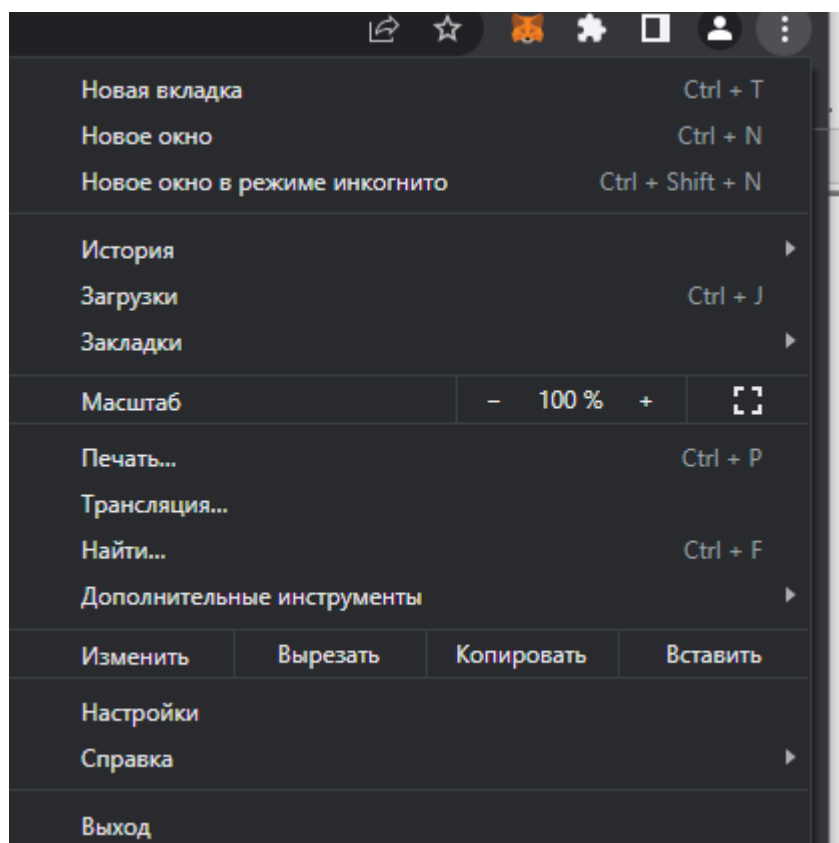 Новая вкладка Ctrl + T
Новое окно Ctrl + N
Новое окно в режиме инкогнито Ctrl + Shift + N
История
Загрузки Ctrl + J
Закладки
Масштаб – 100 % +
Печать... Ctrl + P
Трансляция...
Найти... Ctrl + F
Дополнительные инструменты
Изменить Вырезать Копировать Вставить
Настройки
Справка
Выход